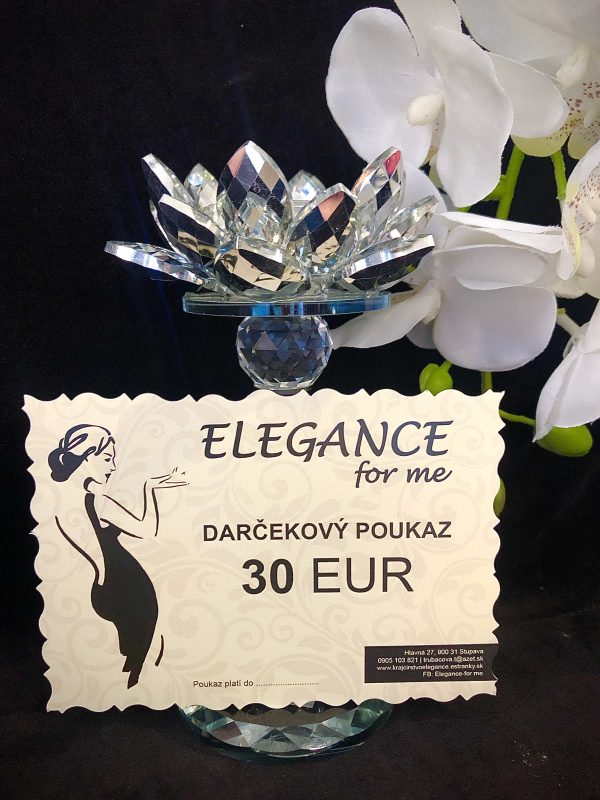 ELEGANCE
for me
DARČEKOVÝ POUKAZ
30 EUR
Hlavná 27, 900 31 Stupava
0905 103 821 | lrubacova.t@azet.sk
www.krajcirstvoelegance.estranky.sk
FB: Elegance-for me
Poukaz platí do ..........................